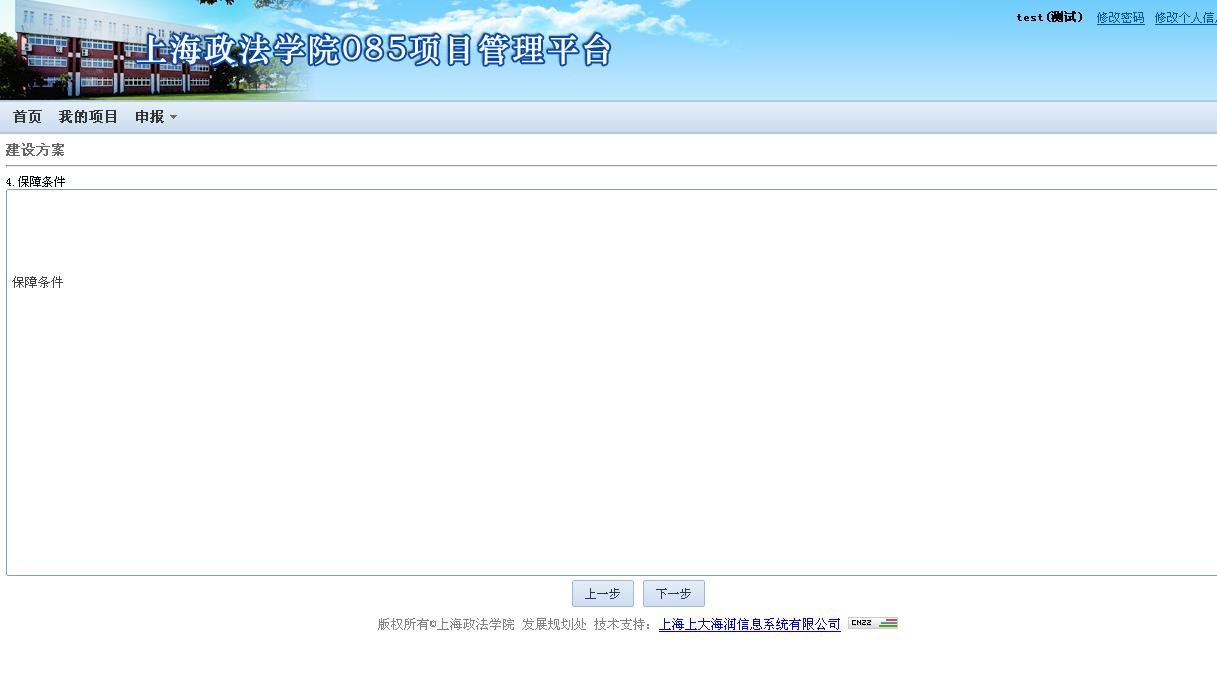 test(测试) 修改密码 修改个人信
上海政法学院085项目管理平台
首页 我的项目 申报
建设方案
4. 保障条件
保障条件
上一步 下一步
版权所有©上海政法学院 发展规划处 技术支持：上海上大海润信息系统有限公司 CNZZ